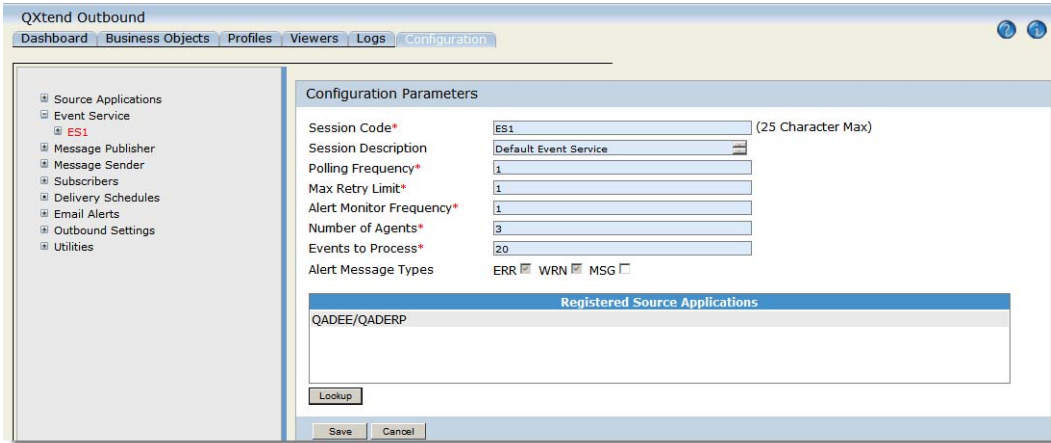 QXtend Outbound
Dashboard Business Objects Profiles Viewers Logs Configuration
Source Applications
Event Service
ES1
Message Publisher
Message Sender
Subscribers
Delivery Schedules
Email Alerts
Outbound Settings
Utilities
Configuration Parameters
Session Code* ES1 (25 Character Max)
Session Description Default Event Service
Polling Frequency* 1
Max Retry Limit* 1
Alert Monitor Frequency* 1
Number of Agents* 3
Events to Process* 20
Alert Message Types ERR WRN MSG
Registered Source Applications
QADEE/QADERP
Lookup
Save Cancel